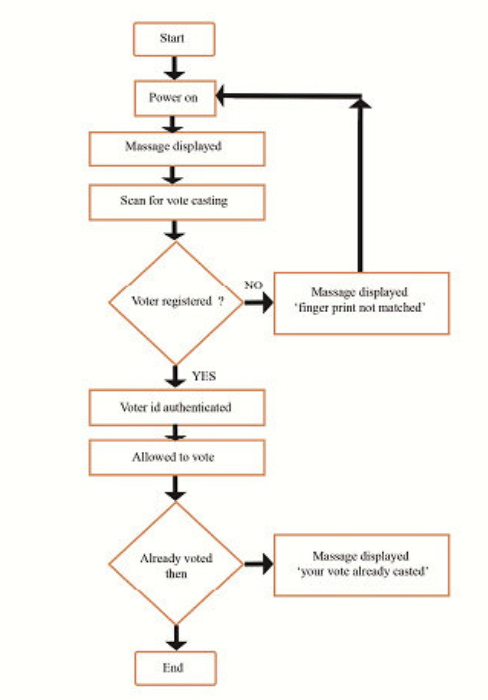 Start
Power on
Massage displayed
Scan for vote casting
Voter registered ?
NO
Massage displayed
‘finger print not matched’
YES
Voter id authenticated
Allowed to vote
Already voted
then
Massage displayed
‘your vote already casted’
End